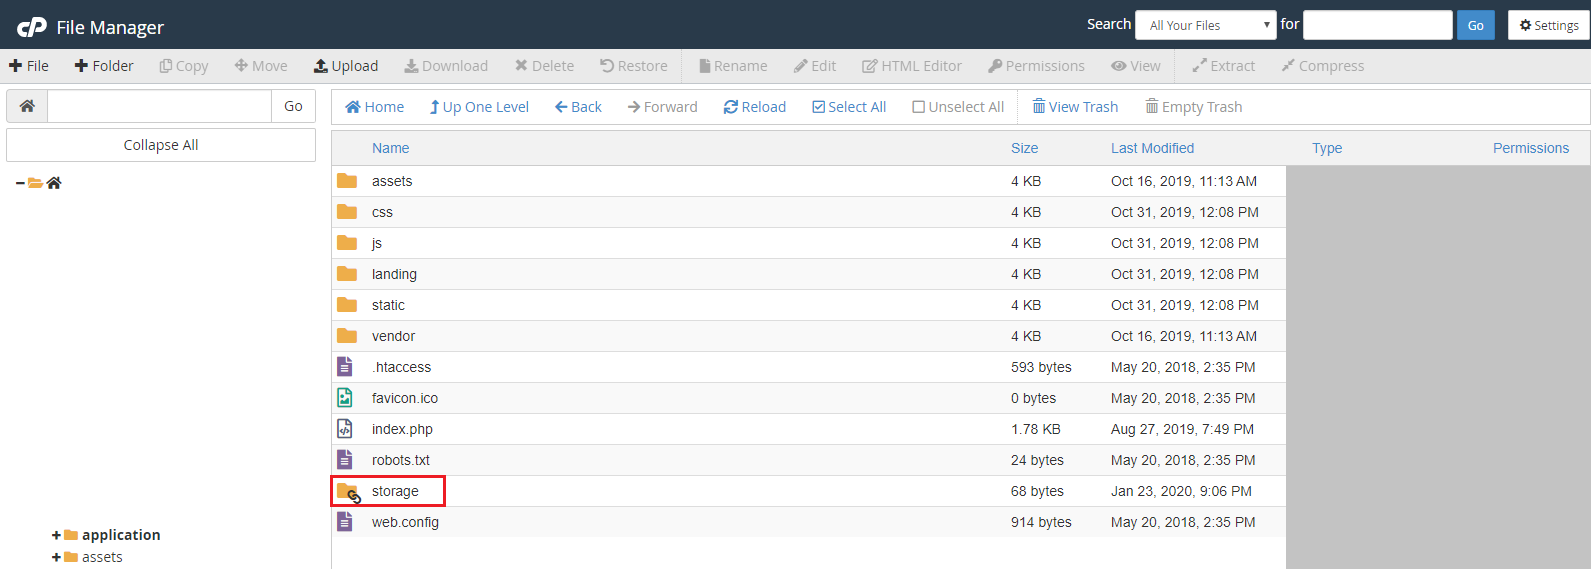 cP File Manager Search All Your Files for Go Settings
File Folder Copy Move Upload Download Delete Restore Rename Edit HTML Editor Permissions View Extract Compress
Go Home Up One Level Back Forward Reload Select All Unselect All View Trash Empty Trash
Collapse All
Name Size Last Modified Type Permissions
assets 4 KB Oct 16, 2019, 11:13 AM
css 4 KB Oct 31, 2019, 12:08 PM
js 4 KB Oct 31, 2019, 12:08 PM
landing 4 KB Oct 31, 2019, 12:08 PM
static 4 KB Oct 31, 2019, 12:08 PM
vendor 4 KB Oct 16, 2019, 11:13 AM
.htaccess 593 bytes May 20, 2018, 2:35 PM
favicon.ico 0 bytes May 20, 2018, 2:35 PM
index.php 1.78 KB Aug 27, 2019, 7:49 PM
robots.txt 24 bytes May 20, 2018, 2:35 PM
storage 68 bytes Jan 23, 2020, 9:06 PM
web.config 914 bytes May 20, 2018, 2:35 PM
application
assets